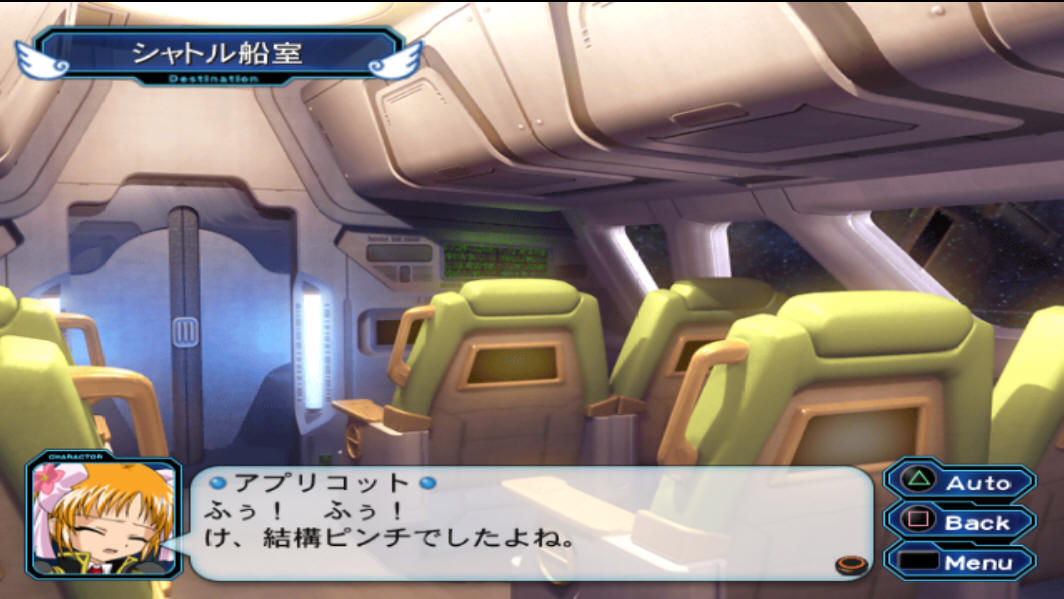 シャトル船室
Destination
CHARACTOR
アプリコット
ふぅ！　ふぅ！
け、結構ピンチでしたよね。
Auto
Back
Menu